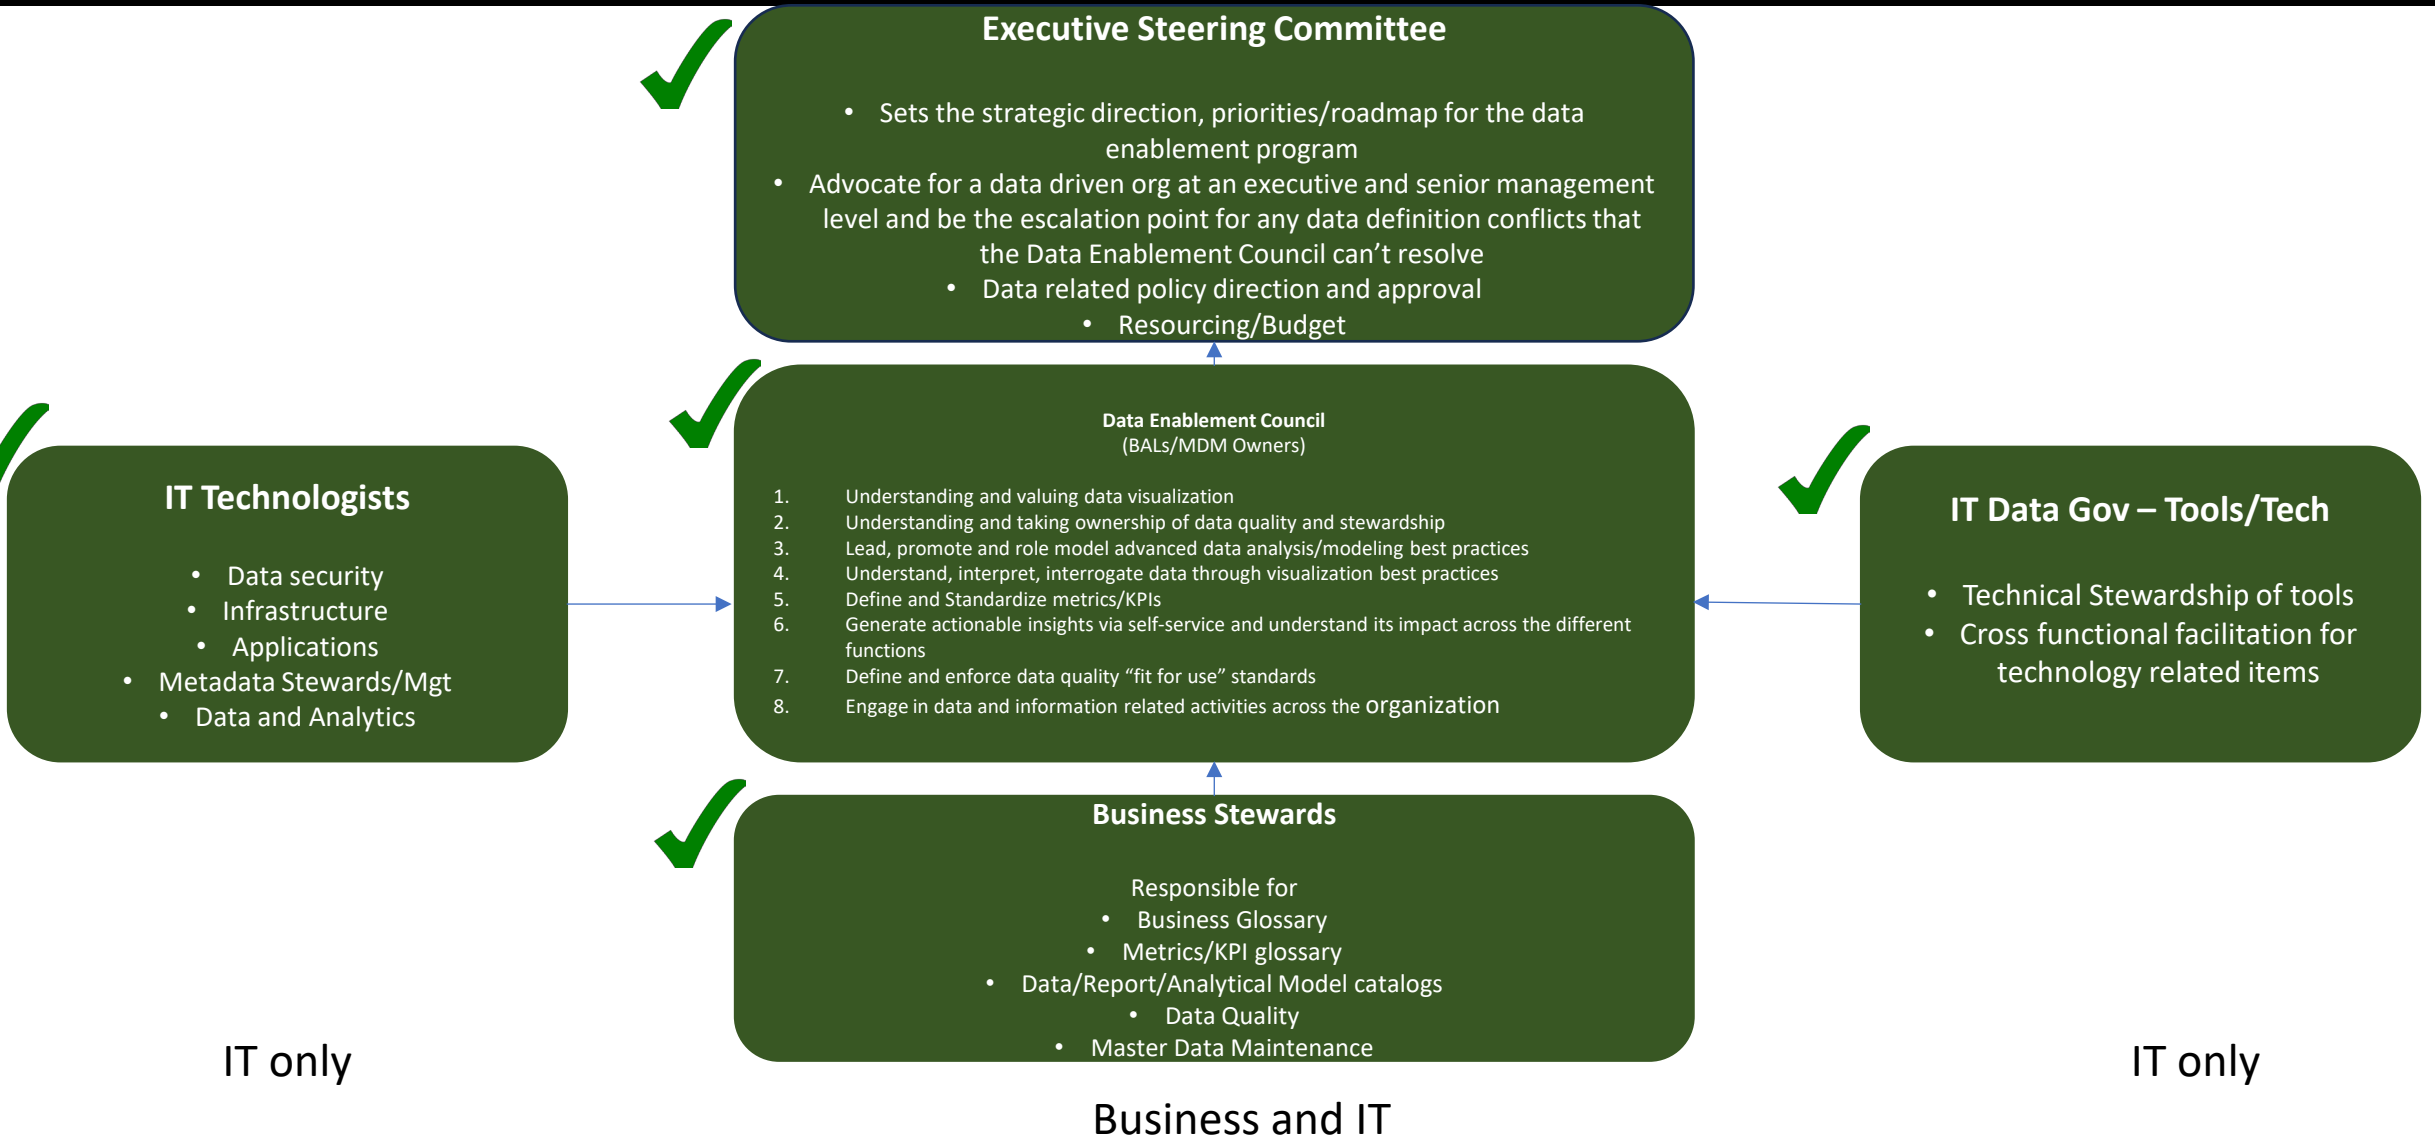 Executive Steering Committee
• Sets the strategic direction, priorities/roadmap for the data
enablement program
• Advocate for a data driven org at an executive and senior management
level and be the escalation point for any data definition conflicts that
the Data Enablement Council can’t resolve
• Data related policy direction and approval
• Resourcing/Budget
IT Technologists
• Data security
• Infrastructure
• Applications
• Metadata Stewards/Mgt
• Data and Analytics
Data Enablement Council
(BALs/MDM Owners)
1. Understanding and valuing data visualization
2. Understanding and taking ownership of data quality and stewardship
3. Lead, promote and role model advanced data analysis/modeling best practices
4. Understand, interpret, interrogate data through visualization best practices
5. Define and Standardize metrics/KPIs
6. Generate actionable insights via self-service and understand its impact across the different
functions
7. Define and enforce data quality “fit for use” standards
8. Engage in data and information related activities across the organization
IT Data Gov – Tools/Tech
• Technical Stewardship of tools
• Cross functional facilitation for
technology related items
Business Stewards
Responsible for
• Business Glossary
• Metrics/KPI glossary
• Data/Report/Analytical Model catalogs
• Data Quality
• Master Data Maintenance
IT only
Business and IT
IT only